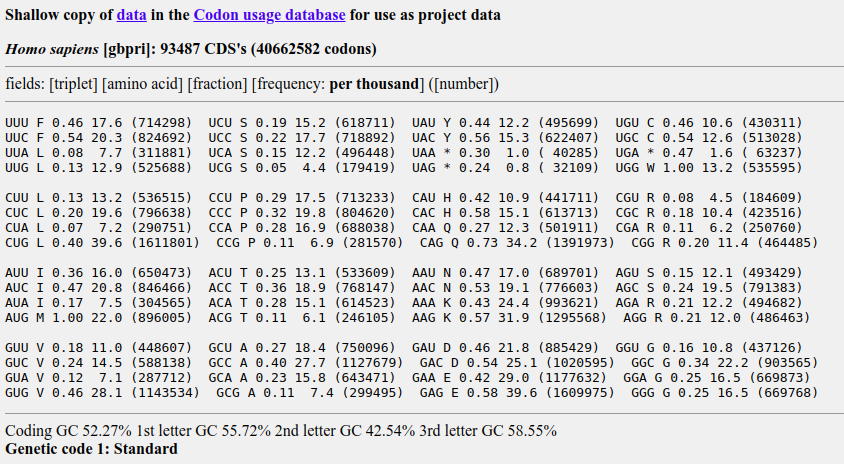 Shallow copy of data in the Codon usage database for use as project data
Homo sapiens [gbpri]: 93487 CDS's (40662582 codons)
fields: [triplet] [amino acid] [fraction] [frequency: per thousand] ([number])
UUU F 0.46 17.6 (714298)  UCU S 0.19 15.2 (618711)  UAU Y 0.44 12.2 (495699)  UGU C 0.46 10.6 (430311)
UUC F 0.54 20.3 (824692)  UCC S 0.22 17.7 (718892)  UAC Y 0.56 15.3 (622407)  UGC C 0.54 12.6 (513028)
UUA L 0.08  7.7 (311881)  UCA S 0.15 12.2 (496448)  UAA * 0.30  1.0 ( 40285)  UGA * 0.47  1.6 ( 63237)
UUG L 0.13 12.9 (525688)  UCG S 0.05  4.4 (179419)  UAG * 0.24  0.8 ( 32109)  UGG W 1.00 13.2 (535595)
CUU L 0.13 13.2 (536515)  CCU P 0.29 17.5 (713233)  CAU H 0.42 10.9 (441711)  CGU R 0.08  4.5 (184609)
CUC L 0.20 19.6 (796638)  CCC P 0.32 19.8 (804620)  CAC H 0.58 15.1 (613713)  CGC R 0.18 10.4 (423516)
CUA L 0.07  7.2 (290751)  CCA P 0.28 16.9 (688038)  CAA Q 0.27 12.3 (501911)  CGA R 0.11  6.2 (250760)
CUG L 0.40 39.6 (1611801)  CCG P 0.11  6.9 (281570)  CAG Q 0.73 34.2 (1391973)  CGG R 0.20 11.4 (464485)
AUU I 0.36 16.0 (650473)  ACU T 0.25 13.1 (533609)  AAU N 0.47 17.0 (689701)  AGU S 0.15 12.1 (493429)
AUC I 0.47 20.8 (846466)  ACC T 0.36 18.9 (768147)  AAC N 0.53 19.1 (776603)  AGC S 0.24 19.5 (791383)
AUA I 0.17  7.5 (304565)  ACA T 0.28 15.1 (614523)  AAA K 0.43 24.4 (993621)  AGA R 0.21 12.2 (494682)
AUG M 1.00 22.0 (896005)  ACG T 0.11  6.1 (246105)  AAG K 0.57 31.9 (1295568)  AGG R 0.21 12.0 (486463)
GUU V 0.18 11.0 (448607)  GCU A 0.27 18.4 (750096)  GAU D 0.46 21.8 (885429)  GGU G 0.16 10.8 (437126)
GUC V 0.24 14.5 (588138)  GCC A 0.40 27.7 (1127679)  GAC D 0.54 25.1 (1020595)  GGC G 0.34 22.2 (903565)
GUA V 0.12  7.1 (287712)  GCA A 0.23 15.8 (643471)  GAA E 0.42 29.0 (1177632)  GGA G 0.25 16.5 (669873)
GUG V 0.46 28.1 (1143534)  GCG A 0.11  7.4 (299495)  GAG E 0.58 39.6 (1609975)  GGG G 0.25 16.5 (669768)
Coding GC 52.27% 1st letter GC 55.72% 2nd letter GC 42.54% 3rd letter GC 58.55%
Genetic code 1: Standard